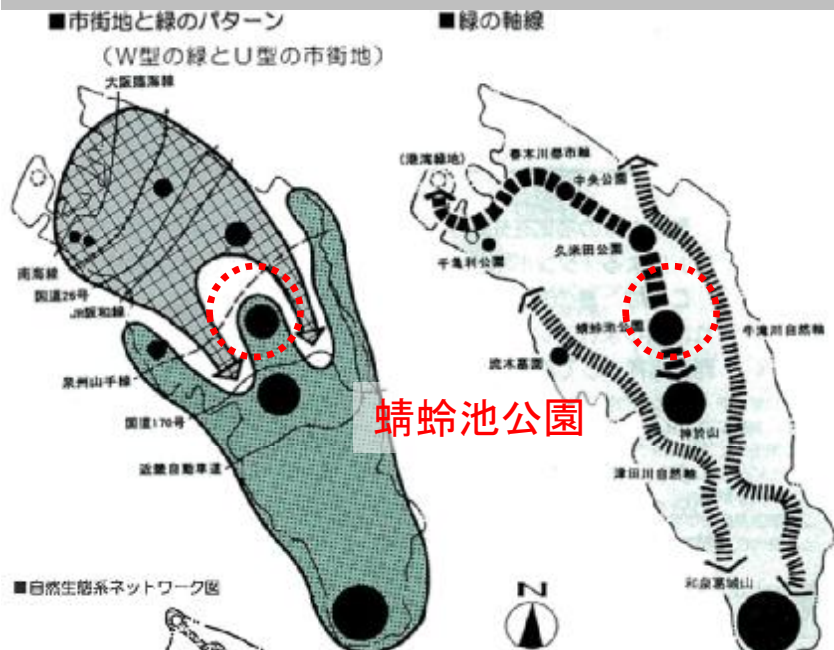 ■市街地と緑のパターン
（W型の緑とU型の市街地）
大阪臨海線
南海線
国道26号
JR阪和線
泉州山手線
国道170号
近畿自動車道
■緑の軸線
（港湾緑地）
春木川都市軸
中央公園
千亀利公園
久米田公園
蜻蛉池公園
流木墓園
牛滝川自然軸
神於山
津田川自然軸
和泉葛城山
蜻蛉池公園
■自然生態系ネットワーク図
N